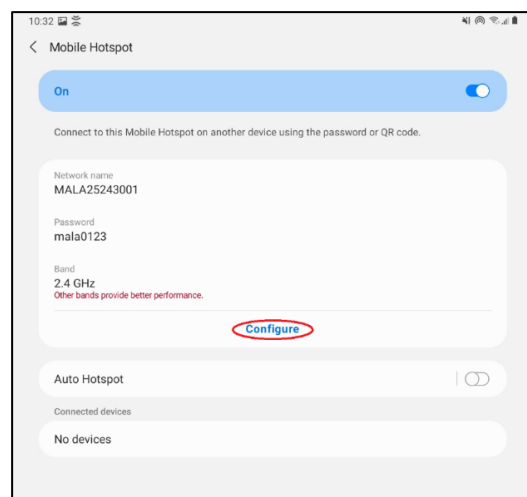 10:32
Mobile Hotspot
On
Connect to this Mobile Hotspot on another device using the password or QR code.
Network name
MALA25243001
Password
mala0123
Band
2.4 GHz
Other bands provide better performance.
Configure
Auto Hotspot
Connected devices
No devices